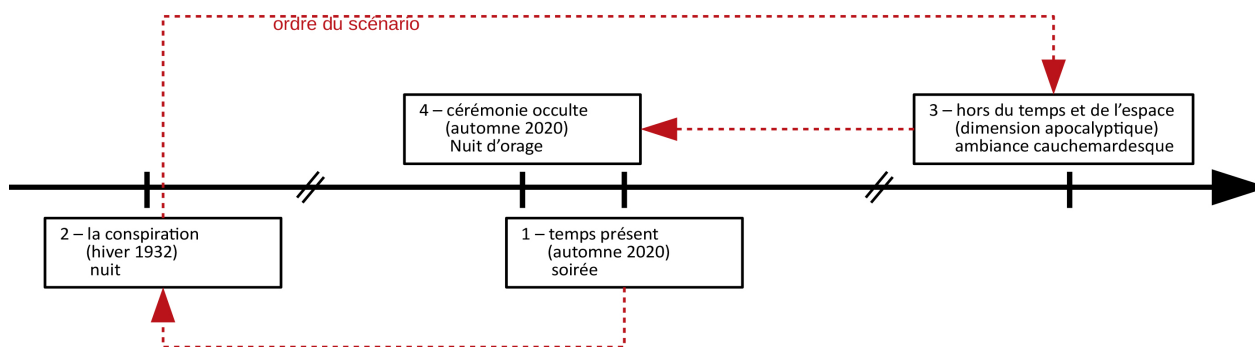 ordre du scénario
4 – cérémonie occulte
(automne 2020)
Nuit d’orage
3 – hors du temps et de l’espace
(dimension apocalyptique)
ambiance cauchemardesque
2 – la conspiration
(hiver 1932)
nuit
1 – temps présent
(automne 2020)
soirée